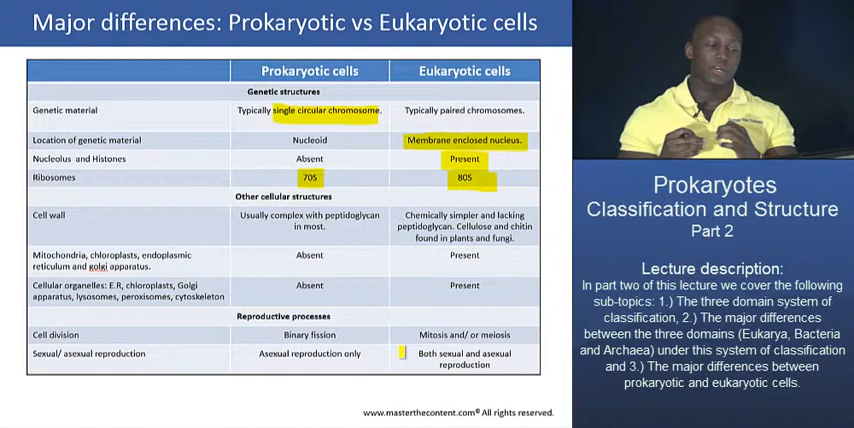 Major differences: Prokaryotic vs Eukaryotic cells
Prokaryotic cells
Eukaryotic cells
Genetic structures
Genetic material
Typically single circular chromosome.
Typically paired chromosomes.
Location of genetic material
Nucleoid
Membrane enclosed nucleus.
Nucleolus and Histones
Absent
Present
Ribosomes
70S
80S
Other cellular structures
Cell wall
Usually complex with peptidoglycan
in most.
Chemically simpler and lacking
peptidoglycan. Cellulose and chitin
found in plants and fungi.
Mitochondria, chloroplasts, endoplasmic
reticulum and golgi apparatus.
Absent
Present
Cellular organelles: E.R, chloroplasts, Golgi
apparatus, lysosomes, peroxisomes, cytoskeleton
Absent
Present
Reproductive processes
Cell division
Binary fission
Mitosis and/ or meiosis
Sexual/ asexual reproduction
Asexual reproduction only
Both sexual and asexual
reproduction
www.masterthecontent.com© All rights reserved.
Prokaryotes
Classification and Structure
Part 2
Lecture description:
In part two of this lecture we cover the following
sub-topics: 1.) The three domain system of
classification, 2.) The major differences
between the three domains (Eukarya, Bacteria
and Archaea) under this system of classification
and 3.) The major differences between
prokaryotic and eukaryotic cells.